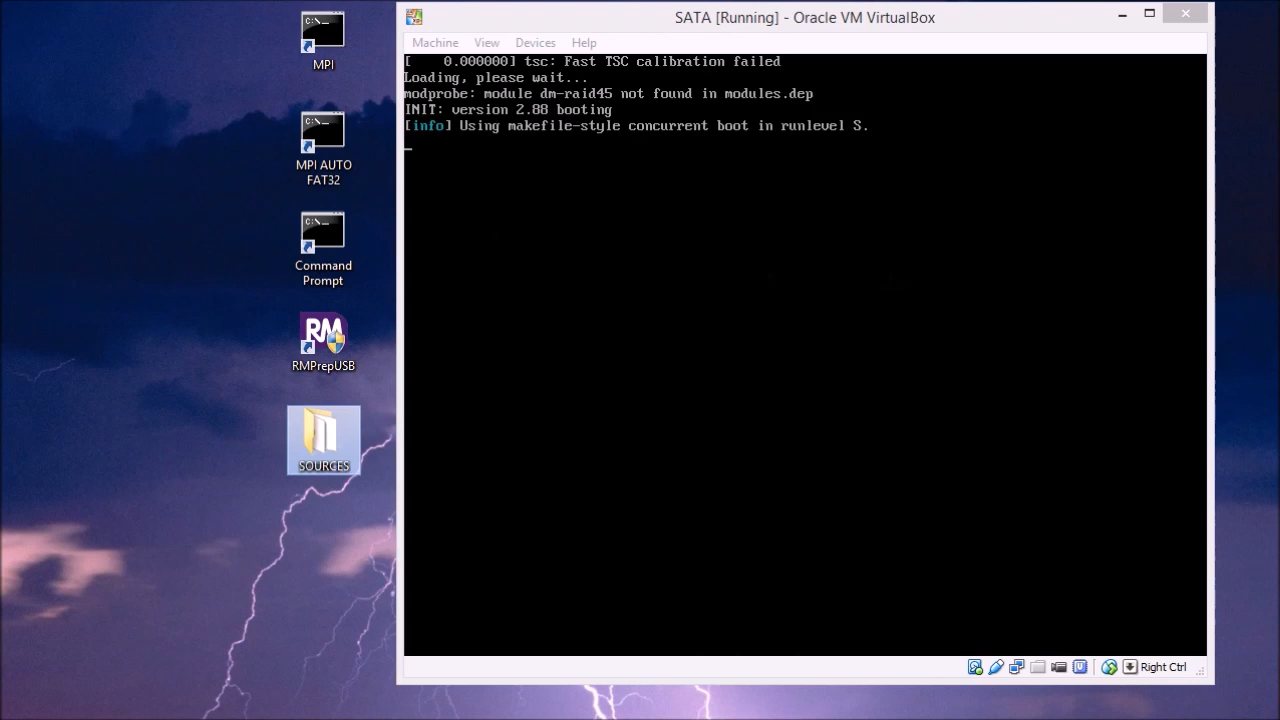 MPI
MPI AUTO
FAT32
Command
Prompt
RM
RMPrepUSB
SOURCES
SATA [Running] - Oracle VM VirtualBox
Machine View Devices Help
[    0.000000] tsc: Fast TSC calibration failed
Loading, please wait...
modprobe: module dm-raid45 not found in modules.dep
INIT: version 2.88 booting
[info] Using makefile-style concurrent boot in runlevel S.
Right Ctrl